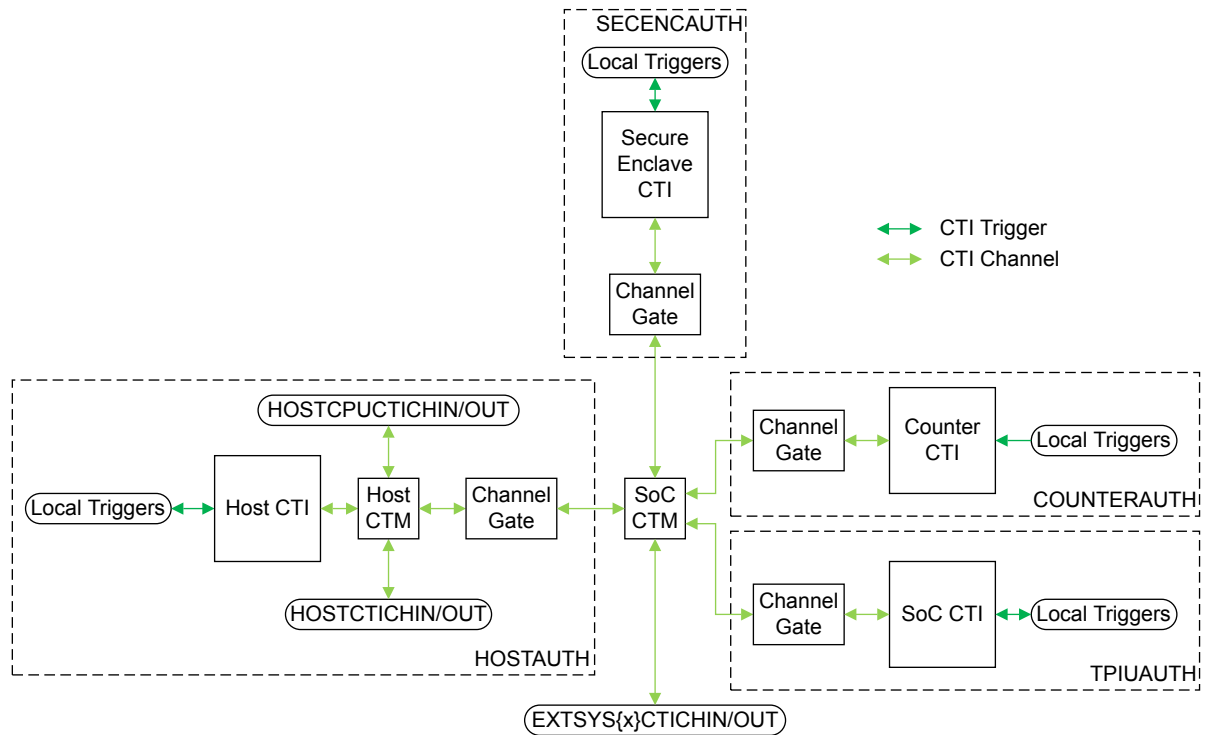 SECENCAUTH
Local Triggers
Secure
Enclave
CTI
Channel
Gate
CTI Trigger
CTI Channel
HOSTCPUCTICHIN/OUT
Local Triggers
Host CTI
Host
CTM
Channel
Gate
HOSTCTICHIN/OUT
HOSTAUTH
SoC
CTM
Channel
Gate
Counter
CTI
Local Triggers
COUNTERAUTH
Channel
Gate
SoC CTI
Local Triggers
TPIUAUTH
EXTSYS{x}CTICHIN/OUT